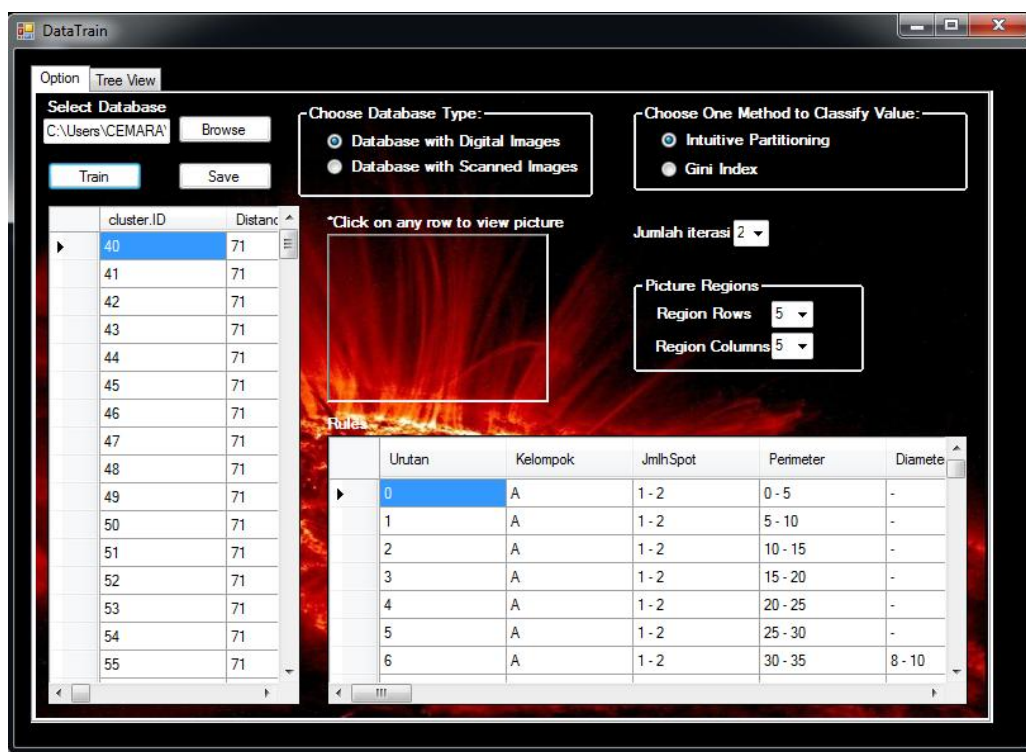 DataTrain
Option Tree View
Select Database
C:\Users\CEMARA\ Browse
Train Save
Choose Database Type:
Database with Digital Images
Database with Scanned Images
Choose One Method to Classify Value:
Intuitive Partitioning
Gini Index
*Click on any row to view picture
Jumlah iterasi 2
Picture Regions
Region Rows 5
Region Columns 5
cluster.ID Distanc
40 71
41 71
42 71
43 71
44 71
45 71
46 71
47 71
48 71
49 71
50 71
51 71
52 71
53 71
54 71
55 71
Rules
Urutan Kelompok JmlhSpot Perimeter Diamete
0 A 1 - 2 0 - 5 -
1 A 1 - 2 5 - 10 -
2 A 1 - 2 10 - 15 -
3 A 1 - 2 15 - 20 -
4 A 1 - 2 20 - 25 -
5 A 1 - 2 25 - 30 -
6 A 1 - 2 30 - 35 8 - 10